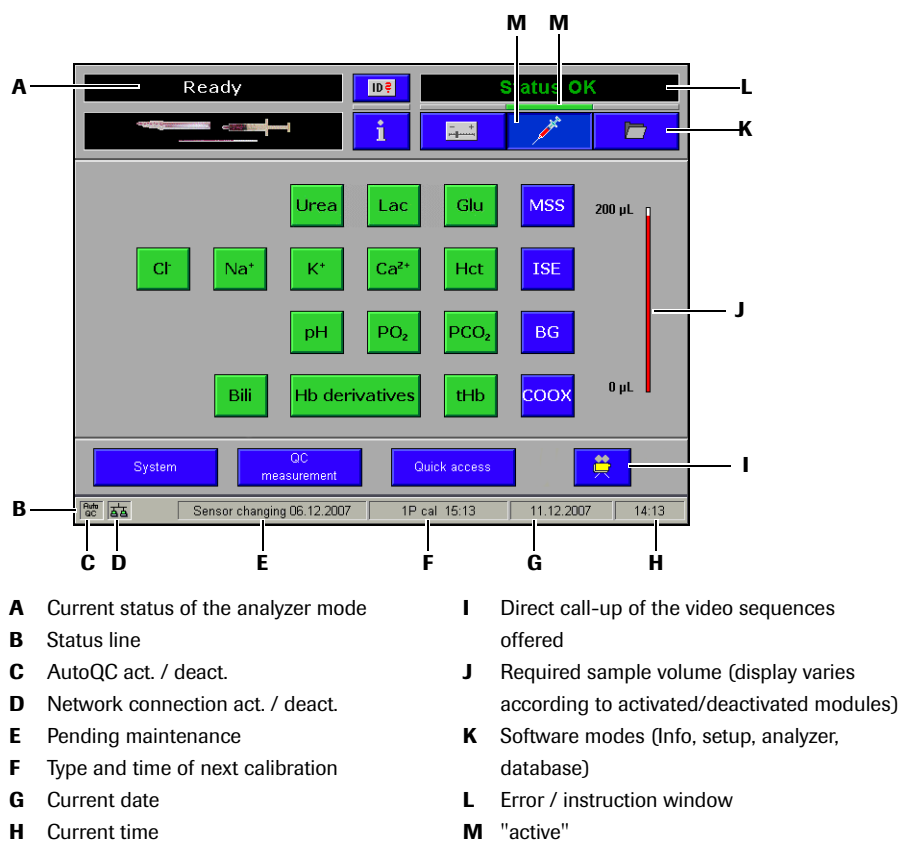 M M
A Ready ID? Status OK L
i K
Urea Lac Glu MSS 200 µL
Cl⁻ Na⁺ K⁺ Ca²⁺ Hct ISE
J
pH PO₂ PCO₂ BG
Bili Hb derivatives tHb COOX 0 µL
System QC measurement Quick access I
B Auto QC Sensor changing 06.12.2007 1P cal 15:13 11.12.2007 14:13
C D E F G H
A Current status of the analyzer mode
B Status line
C AutoQC act. / deact.
D Network connection act. / deact.
E Pending maintenance
F Type and time of next calibration
G Current date
H Current time
I Direct call-up of the video sequences
offered
J Required sample volume (display varies
according to activated/deactivated modules)
K Software modes (Info, setup, analyzer,
database)
L Error / instruction window
M "active"